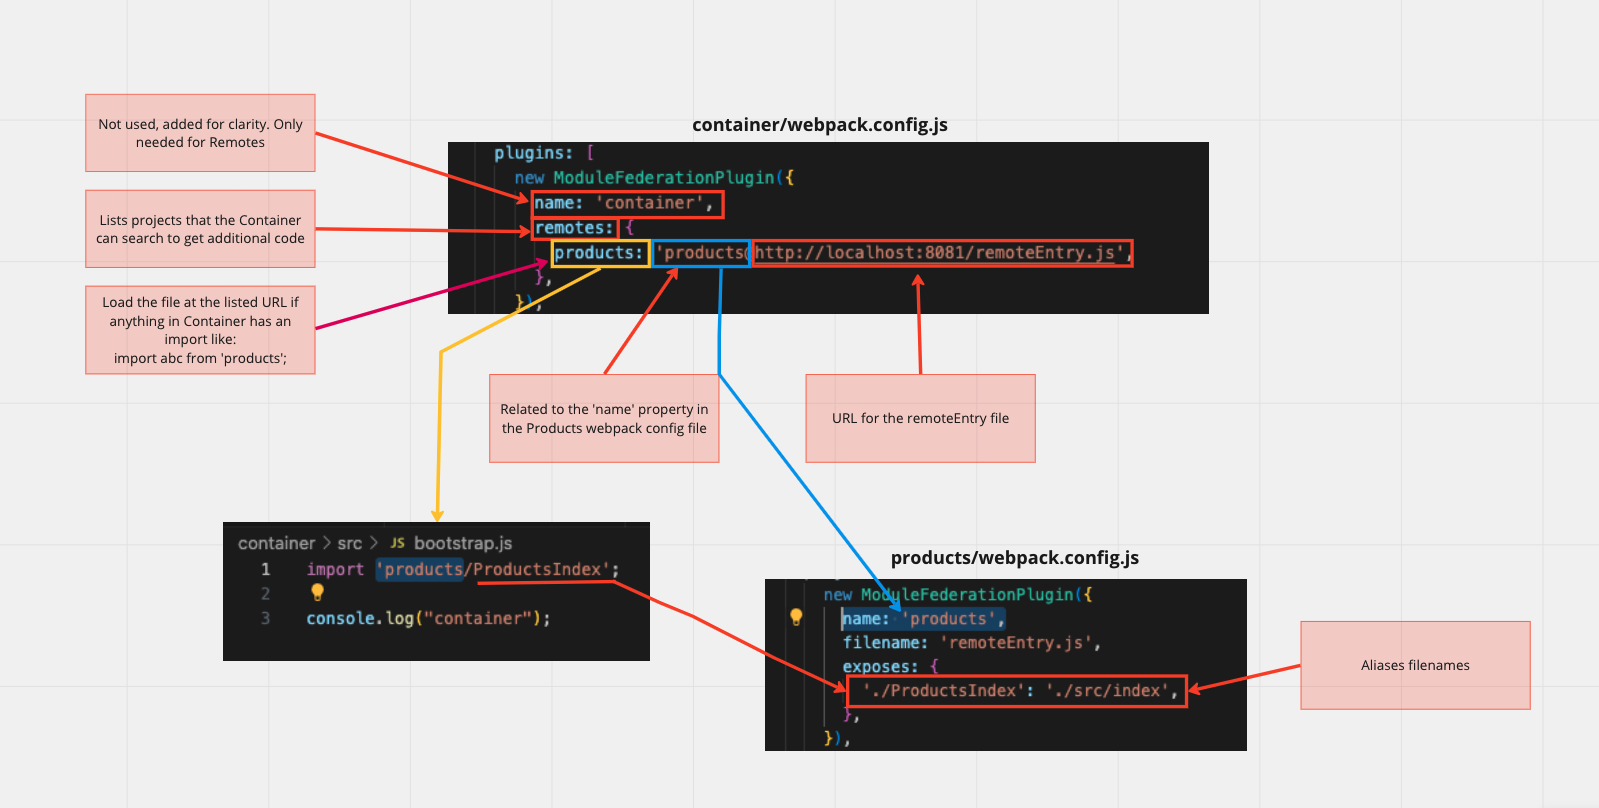 Not used, added for clarity. Only
needed for Remotes
Lists projects that the Container
can search to get additional code
Load the file at the listed URL if
anything in Container has an
import like:
import abc from 'products';
container/webpack.config.js
plugins: [
new ModuleFederationPlugin({
name: 'container',
remotes: {
products: 'products@http://localhost:8081/remoteEntry.js',
},
}),
Related to the 'name' property in
the Products webpack config file
URL for the remoteEntry file
container > src > JS bootstrap.js
1 import 'products/ProductsIndex';
2
3 console.log("container");
products/webpack.config.js
new ModuleFederationPlugin({
name: 'products',
filename: 'remoteEntry.js',
exposes: {
'./ProductsIndex': './src/index',
},
}),
Aliases filenames